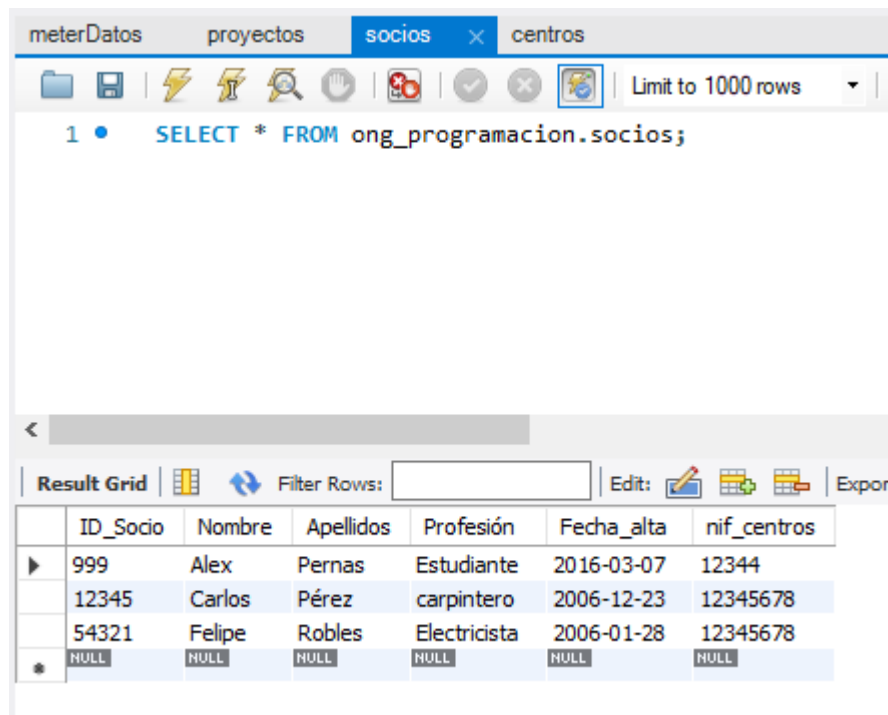 meterDatos proyectos socios centros
Limit to 1000 rows
1 SELECT * FROM ong_programacion.socios;
Result Grid Filter Rows: Edit: Expor
ID_Socio Nombre Apellidos Profesión Fecha_alta nif_centros
999 Alex Pernas Estudiante 2016-03-07 12344
12345 Carlos Pérez carpintero 2006-12-23 12345678
54321 Felipe Robles Electricista 2006-01-28 12345678
NULL NULL NULL NULL NULL NULL